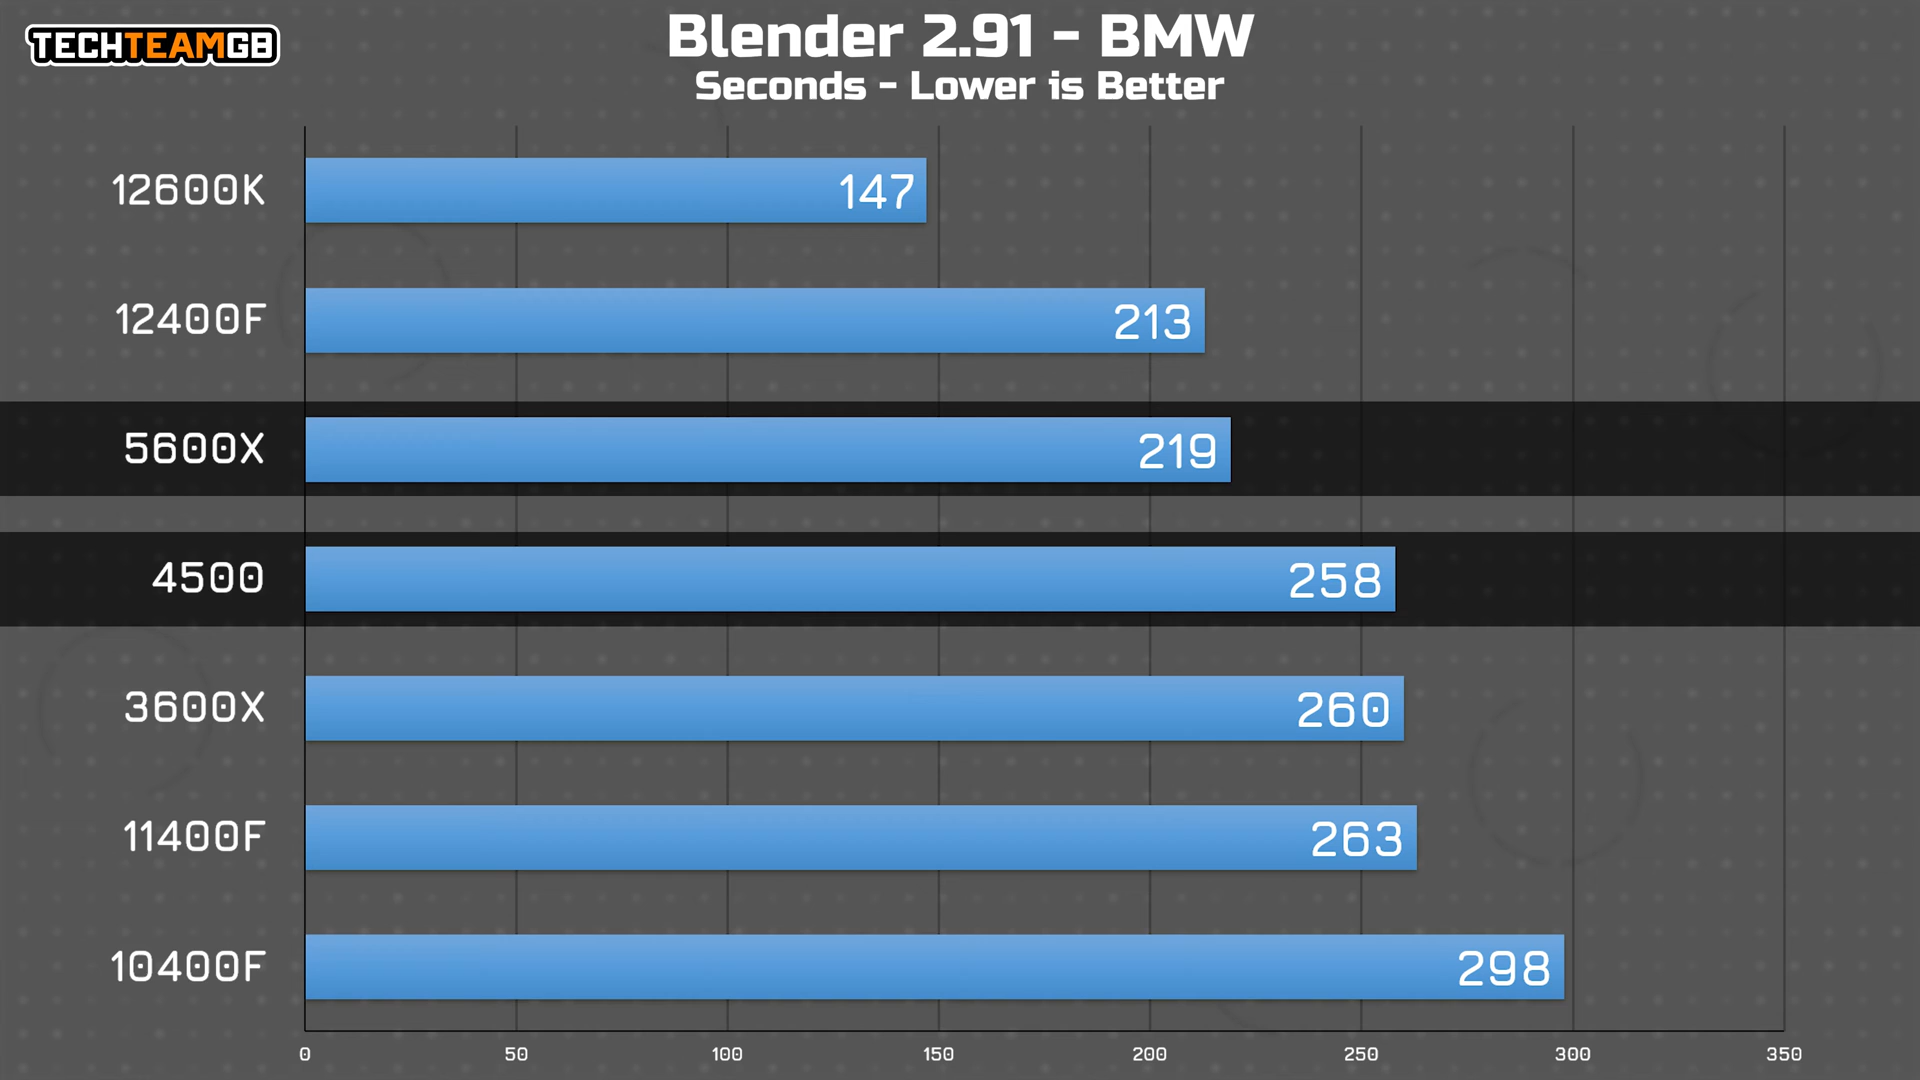 TECHTEAMGB
Blender 2.91 - BMW
Seconds - Lower is Better
12600K 147
12400F 213
5600X 219
4500 258
3600X 260
11400F 263
10400F 298
0 50 100 150 200 250 300 350